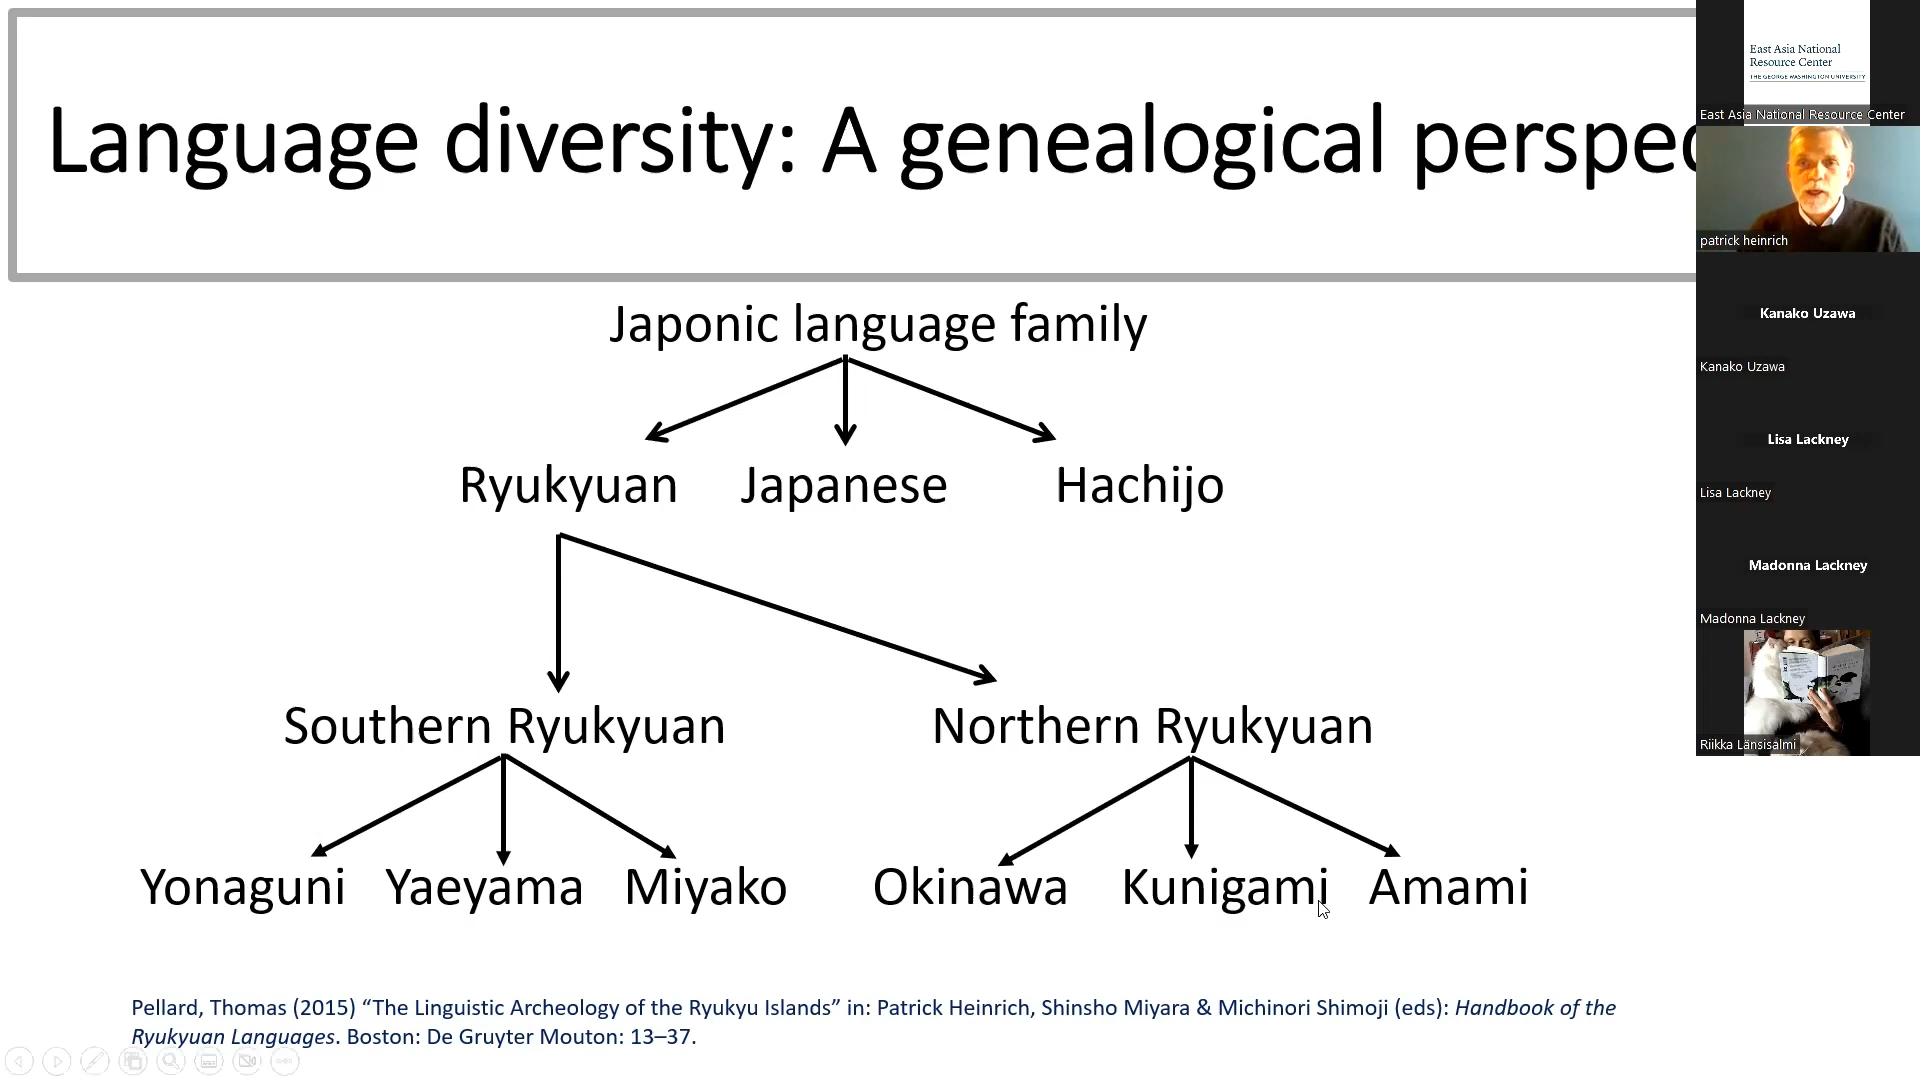 Language diversity: A genealogical perspec
Japonic language family
Ryukyuan Japanese Hachijo
Southern Ryukyuan Northern Ryukyuan
Yonaguni Yaeyama Miyako Okinawa Kunigami Amami
Pellard, Thomas (2015) “The Linguistic Archeology of the Ryukyu Islands” in: Patrick Heinrich, Shinsho Miyara & Michinori Shimoji (eds): Handbook of the
Ryukyuan Languages. Boston: De Gruyter Mouton: 13–37.
East Asia National
Resource Center
THE GEORGE WASHINGTON UNIVERSITY
East Asia National Resource Center
patrick heinrich
Kanako Uzawa
Kanako Uzawa
Lisa Lackney
Lisa Lackney
Madonna Lackney
Madonna Lackney
Riikka Länsisalmi